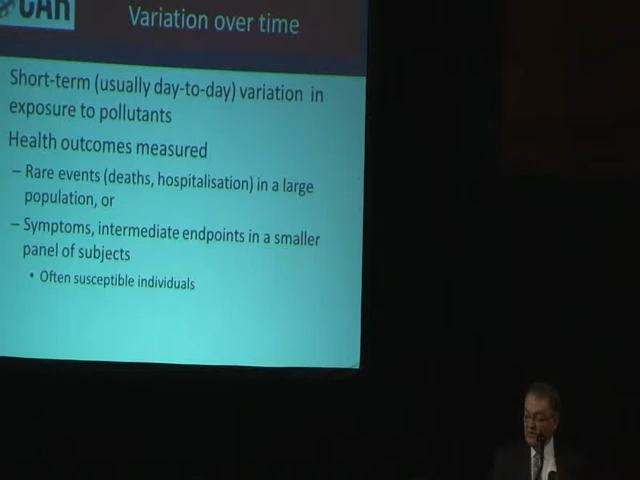 CAR
Variation over time
Short-term (usually day-to-day) variation in
exposure to pollutants
Health outcomes measured
– Rare events (deaths, hospitalisation) in a large
population, or
– Symptoms, intermediate endpoints in a smaller
panel of subjects
• Often susceptible individuals